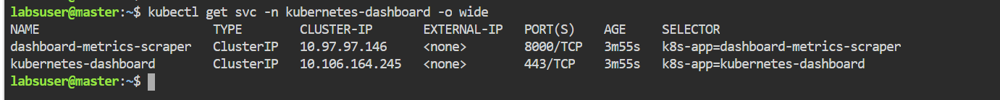 labsuser@master:~$ kubectl get svc -n kubernetes-dashboard -o wide
NAME                        TYPE        CLUSTER-IP       EXTERNAL-IP   PORT(S)    AGE     SELECTOR
dashboard-metrics-scraper   ClusterIP   10.97.97.146     <none>        8000/TCP   3m55s   k8s-app=dashboard-metrics-scraper
kubernetes-dashboard        ClusterIP   10.106.164.245   <none>        443/TCP    3m55s   k8s-app=kubernetes-dashboard
labsuser@master:~$